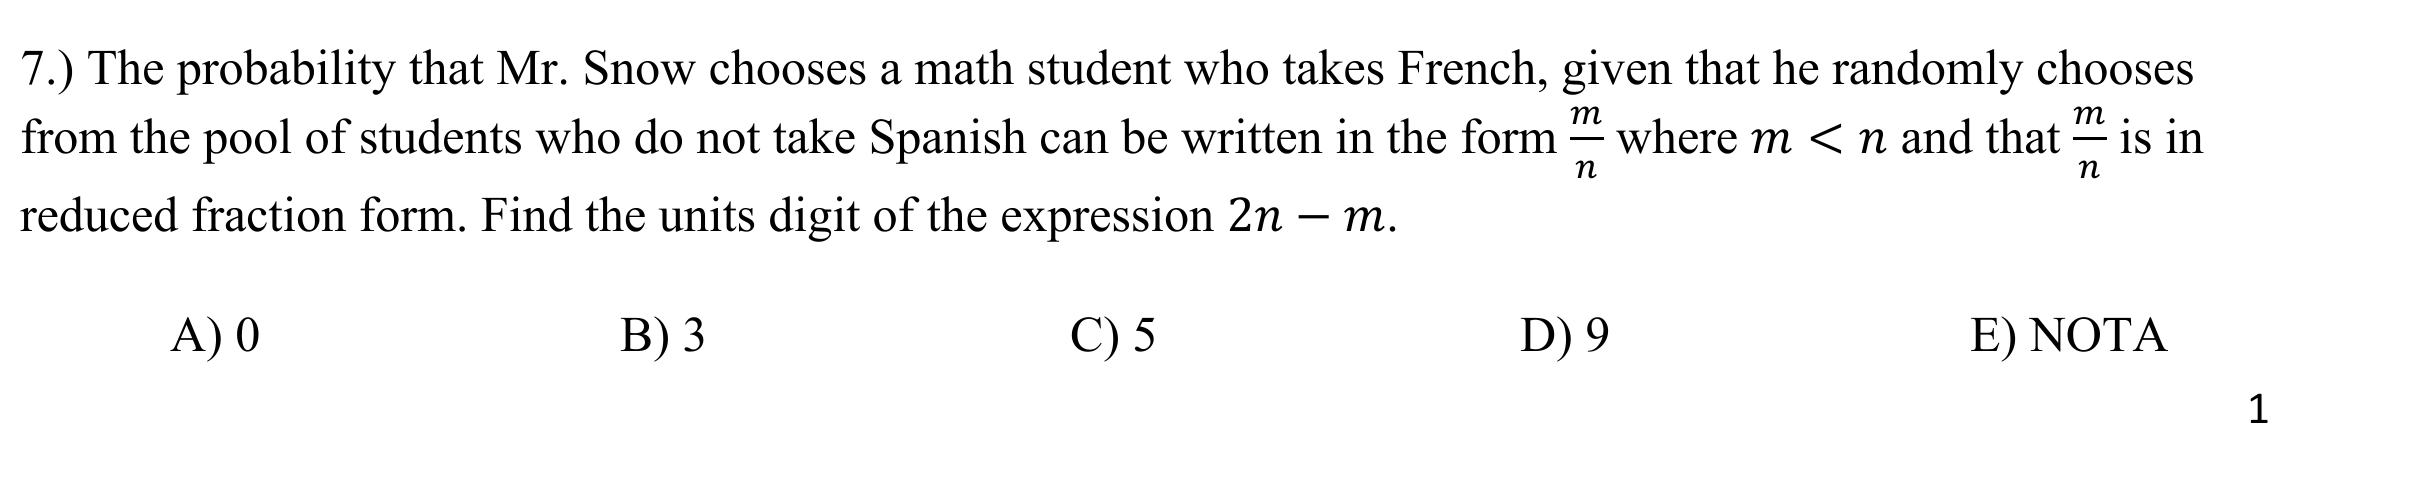 7.) The probability that Mr. Snow chooses a math student who takes French, given that he randomly chooses
from the pool of students who do not take Spanish can be written in the form m/n where m < n and that m/n is in
reduced fraction form. Find the units digit of the expression 2n − m.
A) 0 B) 3 C) 5 D) 9 E) NOTA
1